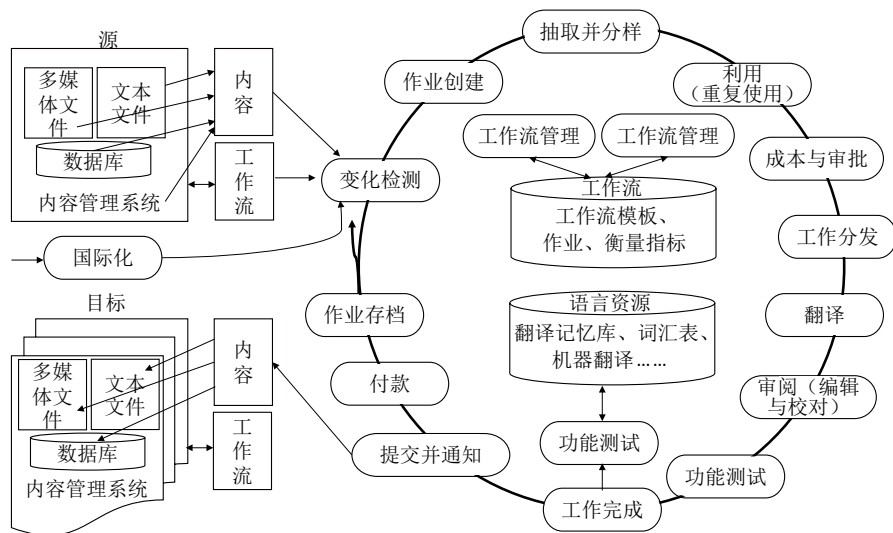 源
多媒
体文
件
文本
文件
数据库
内容管理系统
内
容
工
作
流
国际化
目标
多媒
体文
件
文本
文件
数据库
内容管理系统
内
容
工
作
流
变化检测
作业创建
抽取并分样
利用
（重复使用）
成本与审批
工作分发
翻译
审阅（编辑
与校对）
功能测试
工作完成
提交并通知
付款
作业存档
工作流管理
工作流管理
工作流
工作流模板、
作业、衡量指标
语言资源
翻译记忆库、词汇表、
机器翻译……
功能测试